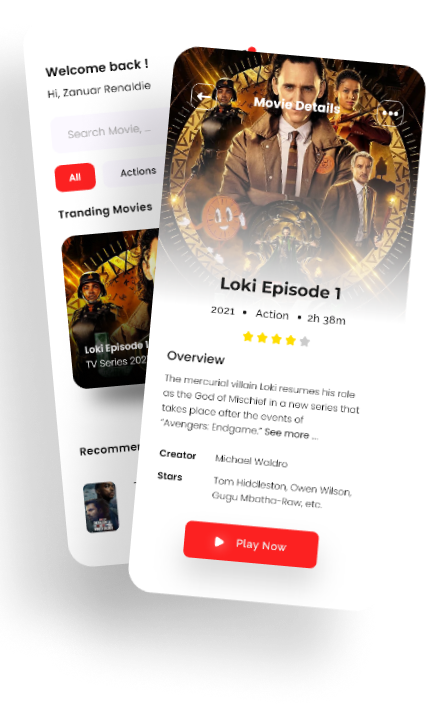 Welcome back !
Hi, Zanuar Renaldie
Search Movie, ...
All
Actions
Tranding Movies
Loki Episode 1
TV Series 202
Recommer
Movie Details
Loki Episode 1
2021 • Action • 2h 38m
Overview
The mercurial villain Loki resumes his role
as the God of Mischief in a new series that
takes place after the events of
“Avengers: Endgame.” See more ...
Creator Michael Waldro
Stars Tom Hiddleston, Owen Wilson,
Gugu Mbatha-Raw, etc.
Play Now